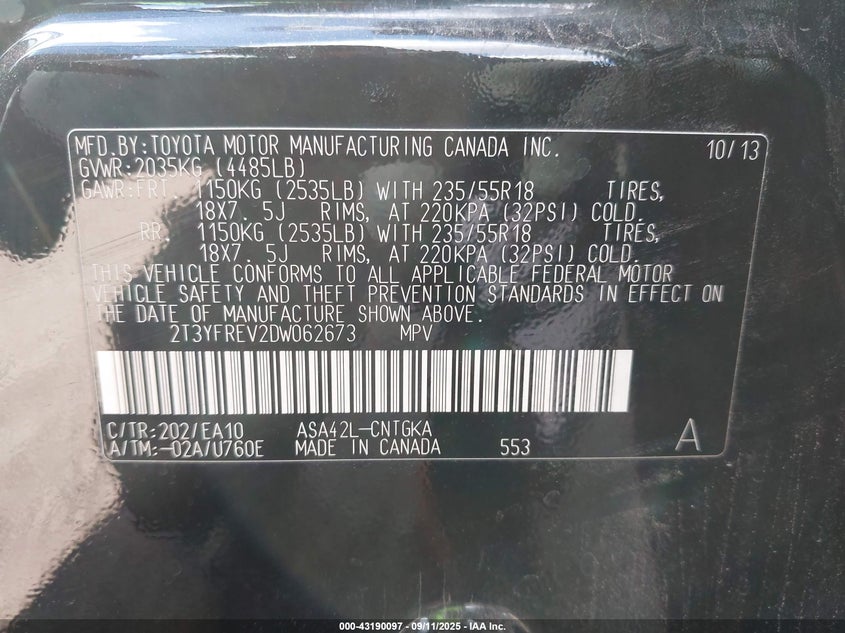 MFD.BY:TOYOTA MOTOR MANUFACTURING CANADA INC. 10/13
GVWR:2035KG (4485LB)
GAWR:FRT 1150KG (2535LB) WITH 235/55R18 TIRES,
18X7. 5J RIMS, AT 220KPA (32PSI) COLD.
RR. 1150KG (2535LB) WITH 235/55R18 TIRES,
18X7. 5J RIMS, AT 220KPA (32PSI) COLD.
THIS VEHICLE CONFORMS TO ALL APPLICABLE FEDERAL MOTOR
VEHICLE SAFETY AND THEFT PREVENTION STANDARDS IN EFFECT ON
THE DATE OF MANUFACTURE SHOWN ABOVE.
2T3YFREV2DW062673 MPV
C/TR:202/EA10 ASA42L-CNTGKA
A/TM:-02A/U760E MADE IN CANADA 553 A
000-43190097 - 09/11/2025 - IAA Inc.